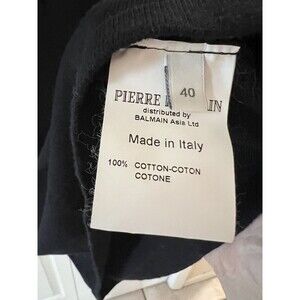 40
PIERRE
distributed by
BALMAIN Asia Ltd
Made in Italy
100% COTTON-COTON
COTONE